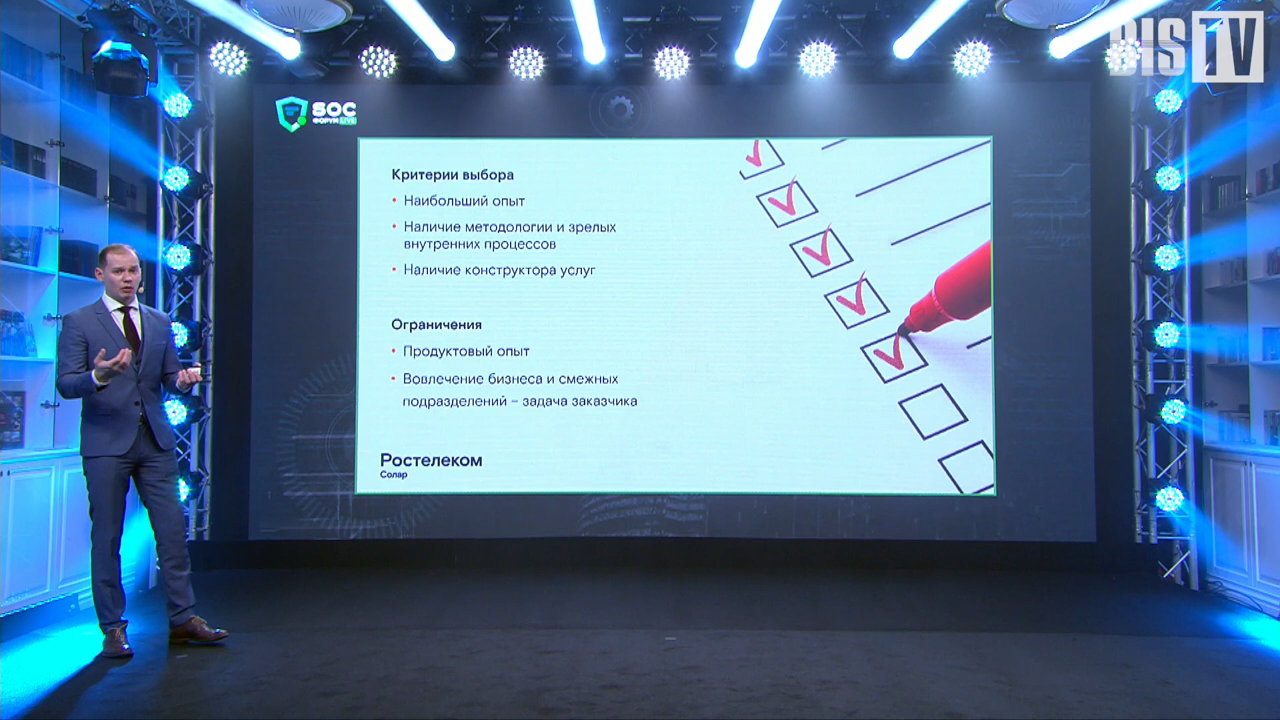 BIS TV
SOC
ФОРУМ LIVE
Критерии выбора
• Наибольший опыт
• Наличие методологии и зрелых
внутренних процессов
• Наличие конструктора услуг
Ограничения
• Продуктовый опыт
• Вовлечение бизнеса и смежных
подразделений – задача заказчика
Ростелеком
Солар